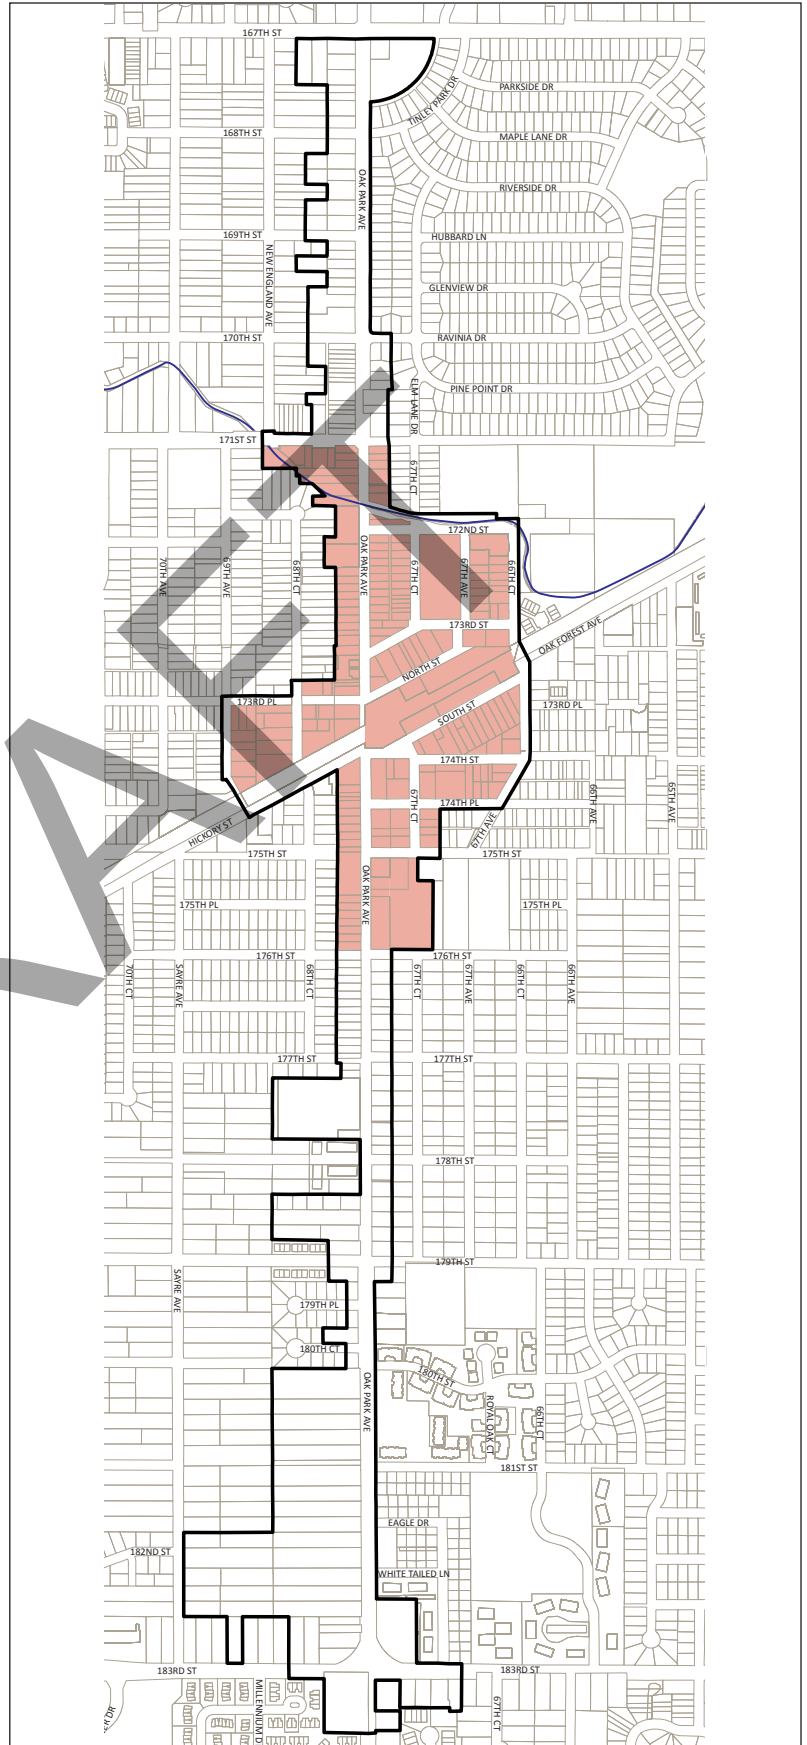 167TH ST
PARKSIDE DR
TINLEY PARK DR
168TH ST
MAPLE LANE DR
OAK PARK AVE
RIVERSIDE DR
169TH ST
HUBBARD LN
NEW ENGLAND AVE
GLENVIEW DR
170TH ST
RAVINIA DR
PINE POINT DR
ELM LANE DR
171ST ST
67TH CT
172ND ST
70TH AVE
69TH AVE
68TH CT
OAK PARK AVE
67TH CT
67TH AVE
66TH CT
173RD ST
OAK FOREST AVE
NORTH ST
173RD PL
SOUTH ST
173RD PL
174TH ST
67TH CT
174TH PL
66TH AVE
65TH AVE
HICKORY ST
67TH AVE
175TH ST
175TH ST
OAK PARK AVE
175TH PL
175TH PL
176TH ST
176TH ST
70TH CT
SAYRE AVE
68TH CT
67TH CT
67TH AVE
66TH CT
66TH AVE
177TH ST
177TH ST
178TH ST
179TH ST
SAYRE AVE
179TH PL
180TH CT
180TH ST
OAK PARK AVE
ROYAL OAK CT
66TH CT
181ST ST
EAGLE DR
182ND ST
WHITE TAILED LN
183RD ST
183RD ST
MILLENNIUM D
67TH CT
ER DR
AFT